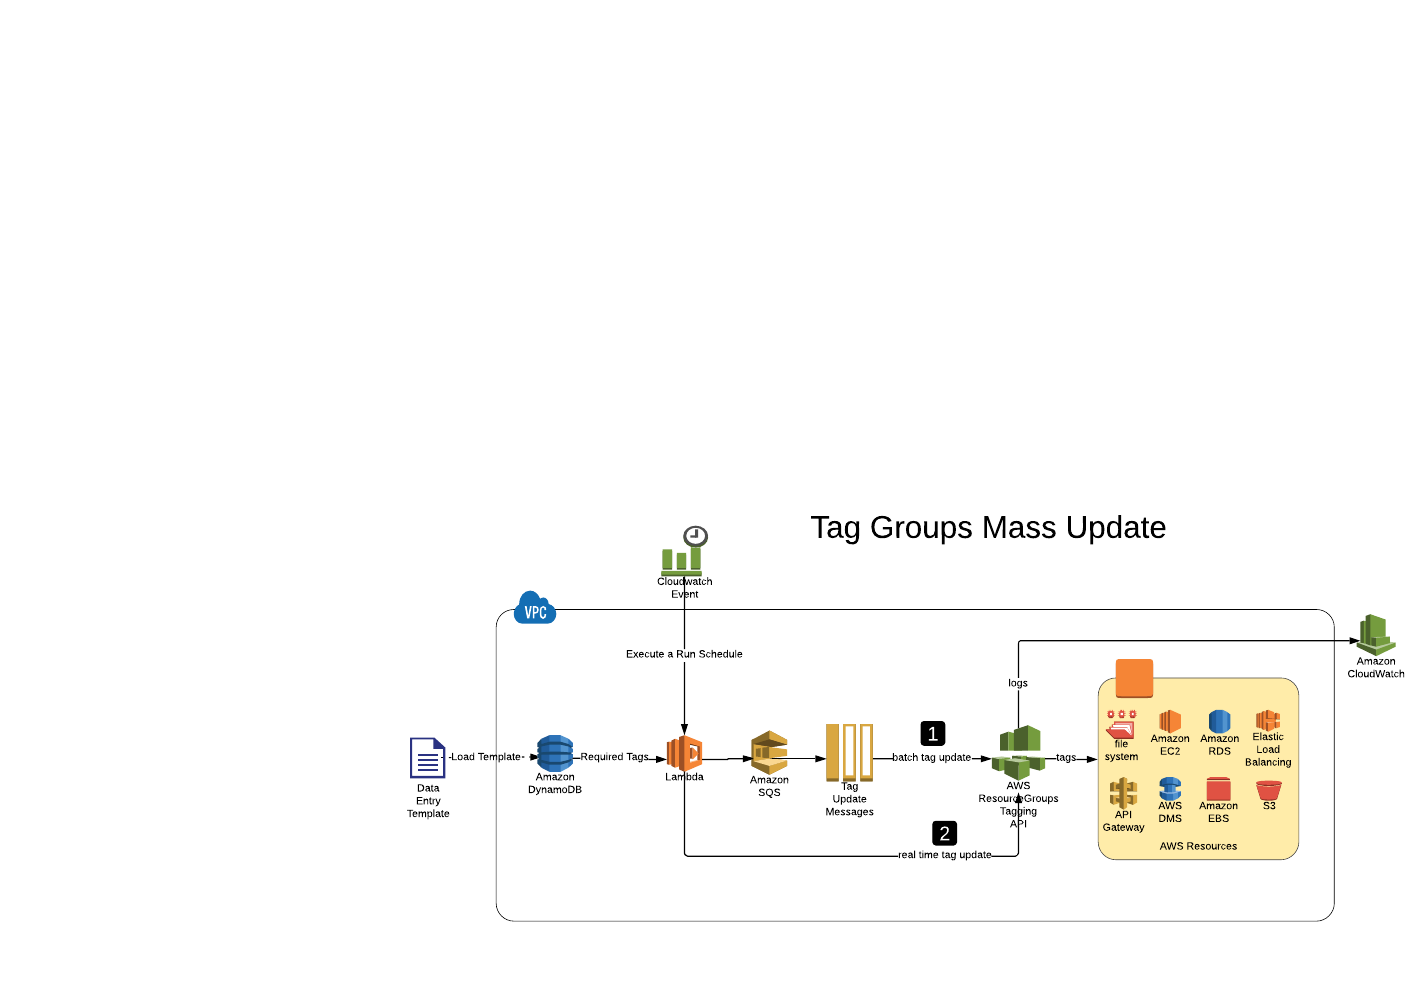 Tag Groups Mass Update
Cloudwatch
Event
VPC
Execute a Run Schedule
logs
Amazon
CloudWatch
Data
Entry
Template
Load Template
Amazon
DynamoDB
Required Tags
Lambda
Amazon
SQS
Tag
Update
Messages
1
batch tag update
2
real time tag update
AWS
ResourceGroups
Tagging
API
tags
file
system
Amazon
EC2
Amazon
RDS
Elastic
Load
Balancing
API
Gateway
AWS
DMS
Amazon
EBS
S3
AWS Resources